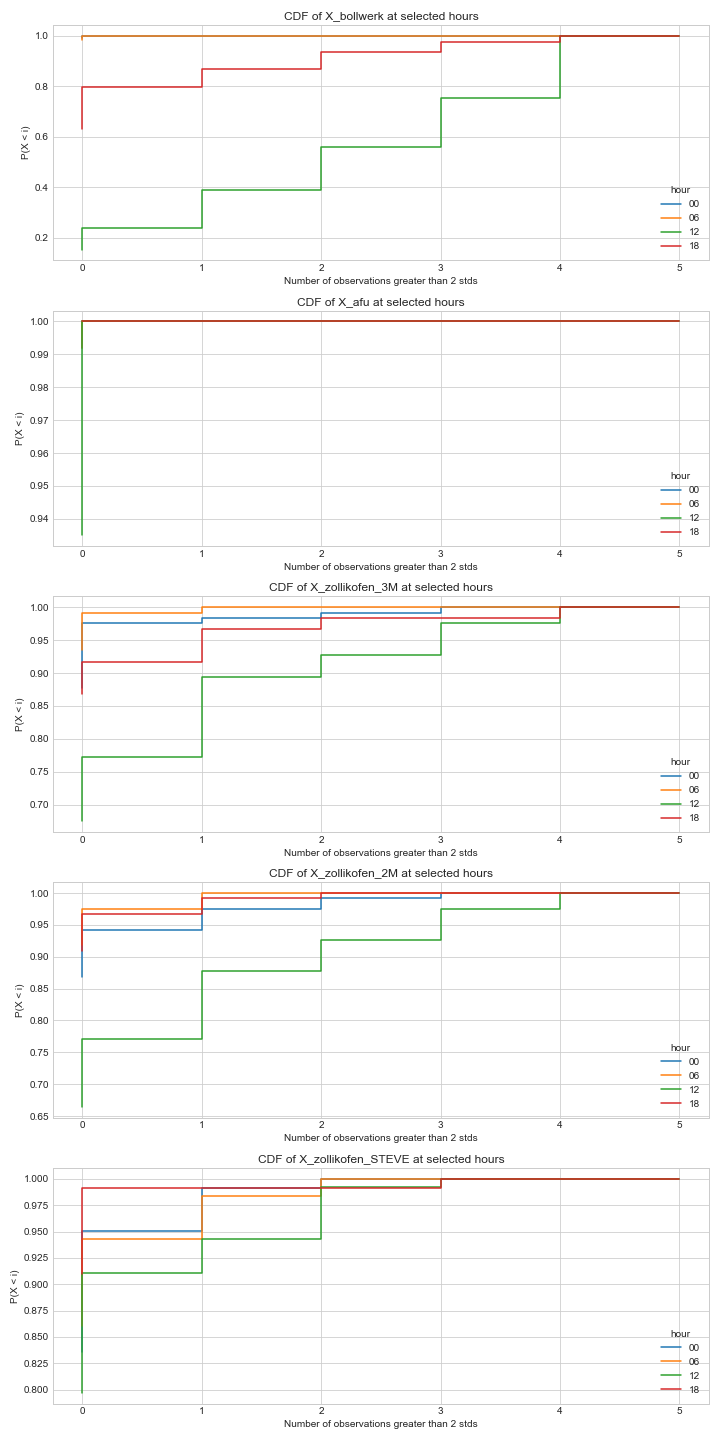 CDF of X_bollwerk at selected hours
1.0
0.8
0.6
0.4
0.2
P(X < i)
hour
00
06
12
18
0 1 2 3 4 5
Number of observations greater than 2 stds
CDF of X_afu at selected hours
1.00
0.99
0.98
0.97
0.96
0.95
0.94
P(X < i)
hour
00
06
12
18
0 1 2 3 4 5
Number of observations greater than 2 stds
CDF of X_zollikofen_3M at selected hours
1.00
0.95
0.90
0.85
0.80
0.75
0.70
P(X < i)
hour
00
06
12
18
0 1 2 3 4 5
Number of observations greater than 2 stds
CDF of X_zollikofen_2M at selected hours
1.00
0.95
0.90
0.85
0.80
0.75
0.70
0.65
P(X < i)
hour
00
06
12
18
0 1 2 3 4 5
Number of observations greater than 2 stds
CDF of X_zollikofen_STEVE at selected hours
1.000
0.975
0.950
0.925
0.900
0.875
0.850
0.825
0.800
P(X < i)
hour
00
06
12
18
0 1 2 3 4 5
Number of observations greater than 2 stds